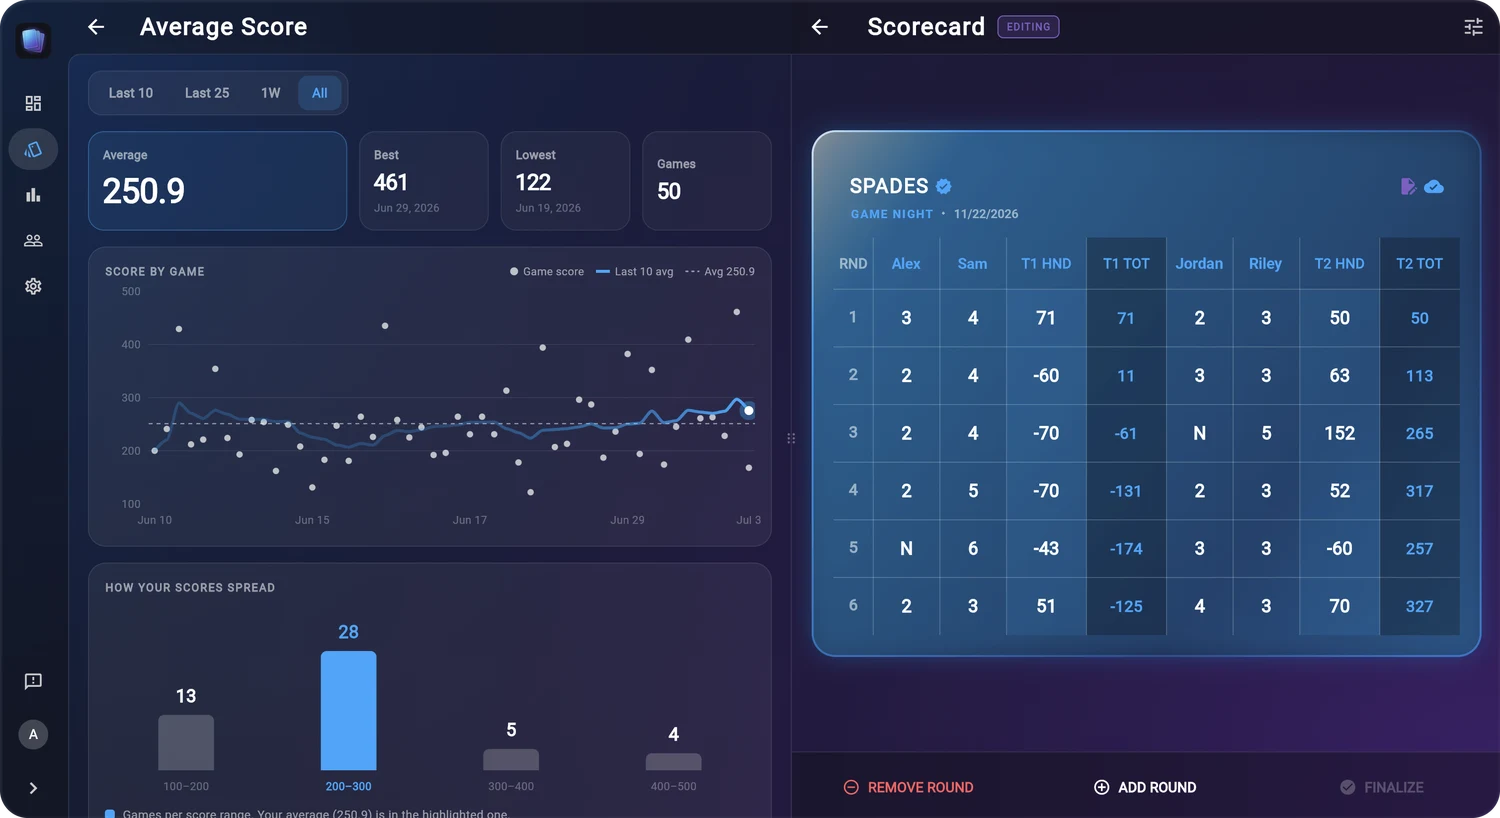 Average Score
Last 10 Last 25 1W All
Average
250.9
Best
461
Jun 29, 2026
Lowest
122
Jun 19, 2026
Games
50
SCORE BY GAME
Game score Last 10 avg Avg 250.9
500
400
300
200
100
Jun 10 Jun 15 Jun 17 Jun 29 Jul 3
HOW YOUR SCORES SPREAD
13 28 5 4
100–200 200–300 300–400 400–500
Games per score range. Your average (250.9) is in the highlighted one.
A
Scorecard EDITING
SPADES
GAME NIGHT • 11/22/2026
RND Alex Sam T1 HND T1 TOT Jordan Riley T2 HND T2 TOT
1 3 4 71 71 2 3 50 50
2 2 4 -60 11 3 3 63 113
3 2 4 -70 -61 N 5 152 265
4 2 5 -70 -131 2 3 52 317
5 N 6 -43 -174 3 3 -60 257
6 2 3 51 -125 4 3 70 327
REMOVE ROUND ADD ROUND FINALIZE